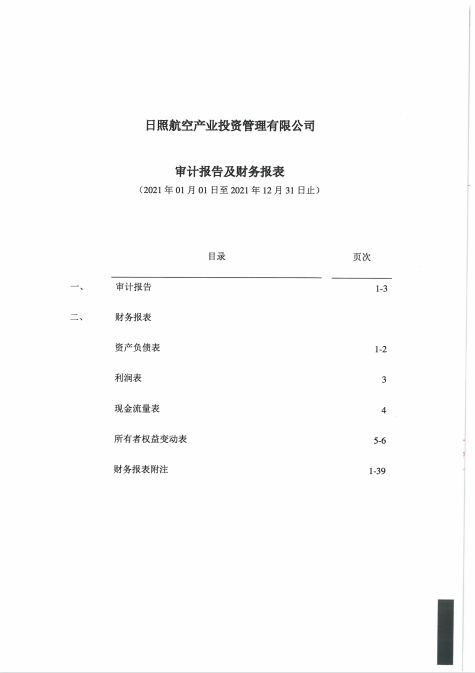 日照航空产业投资管理有限公司
审计报告及财务报表
（2021 年 01 月 01 日至 2021 年 12 月 31 日止）
目录 页次
一、 审计报告 1-3
二、 财务报表
资产负债表 1-2
利润表 3
现金流量表 4
所有者权益变动表 5-6
财务报表附注 1-39